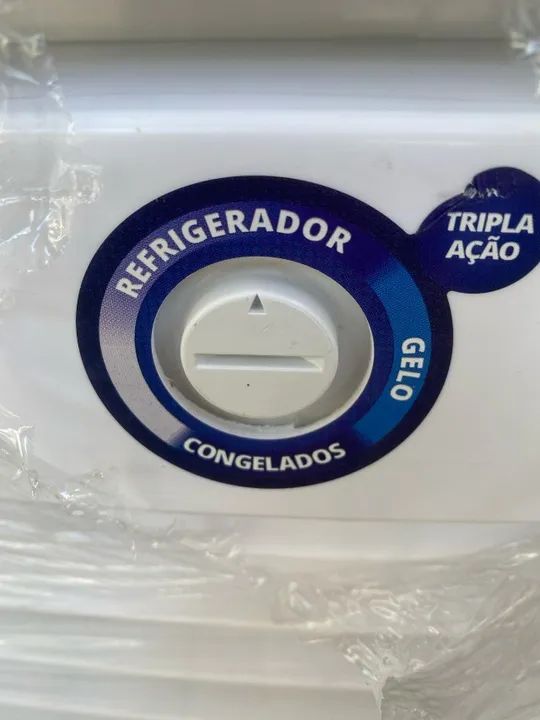 REFRIGERADOR
TRIPLA
AÇÃO
GELO
CONGELADOS